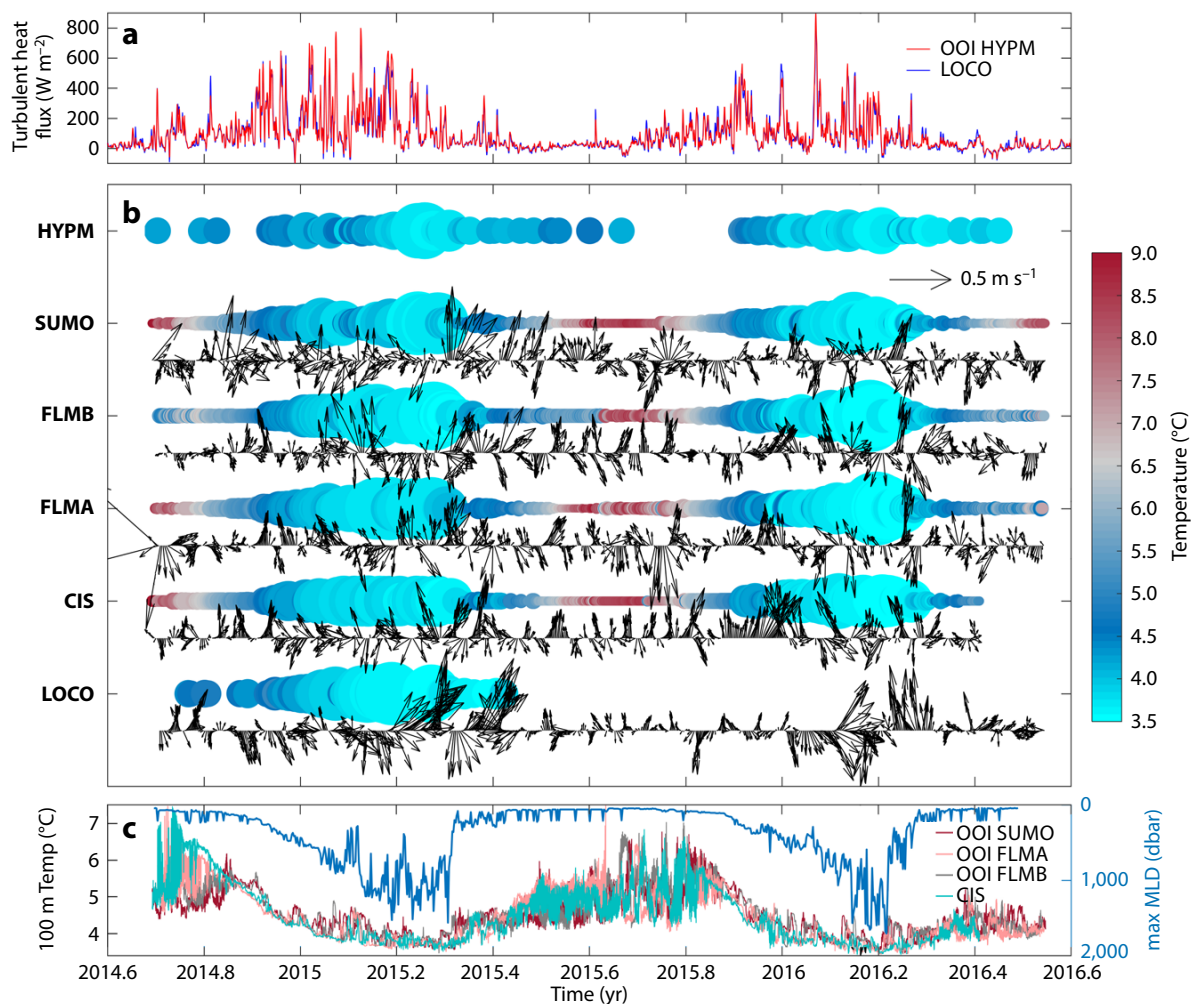 a
Turbulent heat
flux (W m⁻²)
800
600
400
200
0
OOI HYPM
LOCO
b
HYPM
SUMO
FLMB
FLMA
CIS
LOCO
0.5 m s⁻¹
9.0
8.5
8.0
7.5
7.0
6.5
6.0
5.5
5.0
4.5
4.0
3.5
Temperature (°C)
c
100 m Temp (°C)
7
6
5
4
OOI SUMO
OOI FLMA
OOI FLMB
CIS
0
1,000
2,000
max MLD (dbar)
2014.6 2014.8 2015 2015.2 2015.4 2015.6 2015.8 2016 2016.2 2016.4 2016.6
Time (yr)